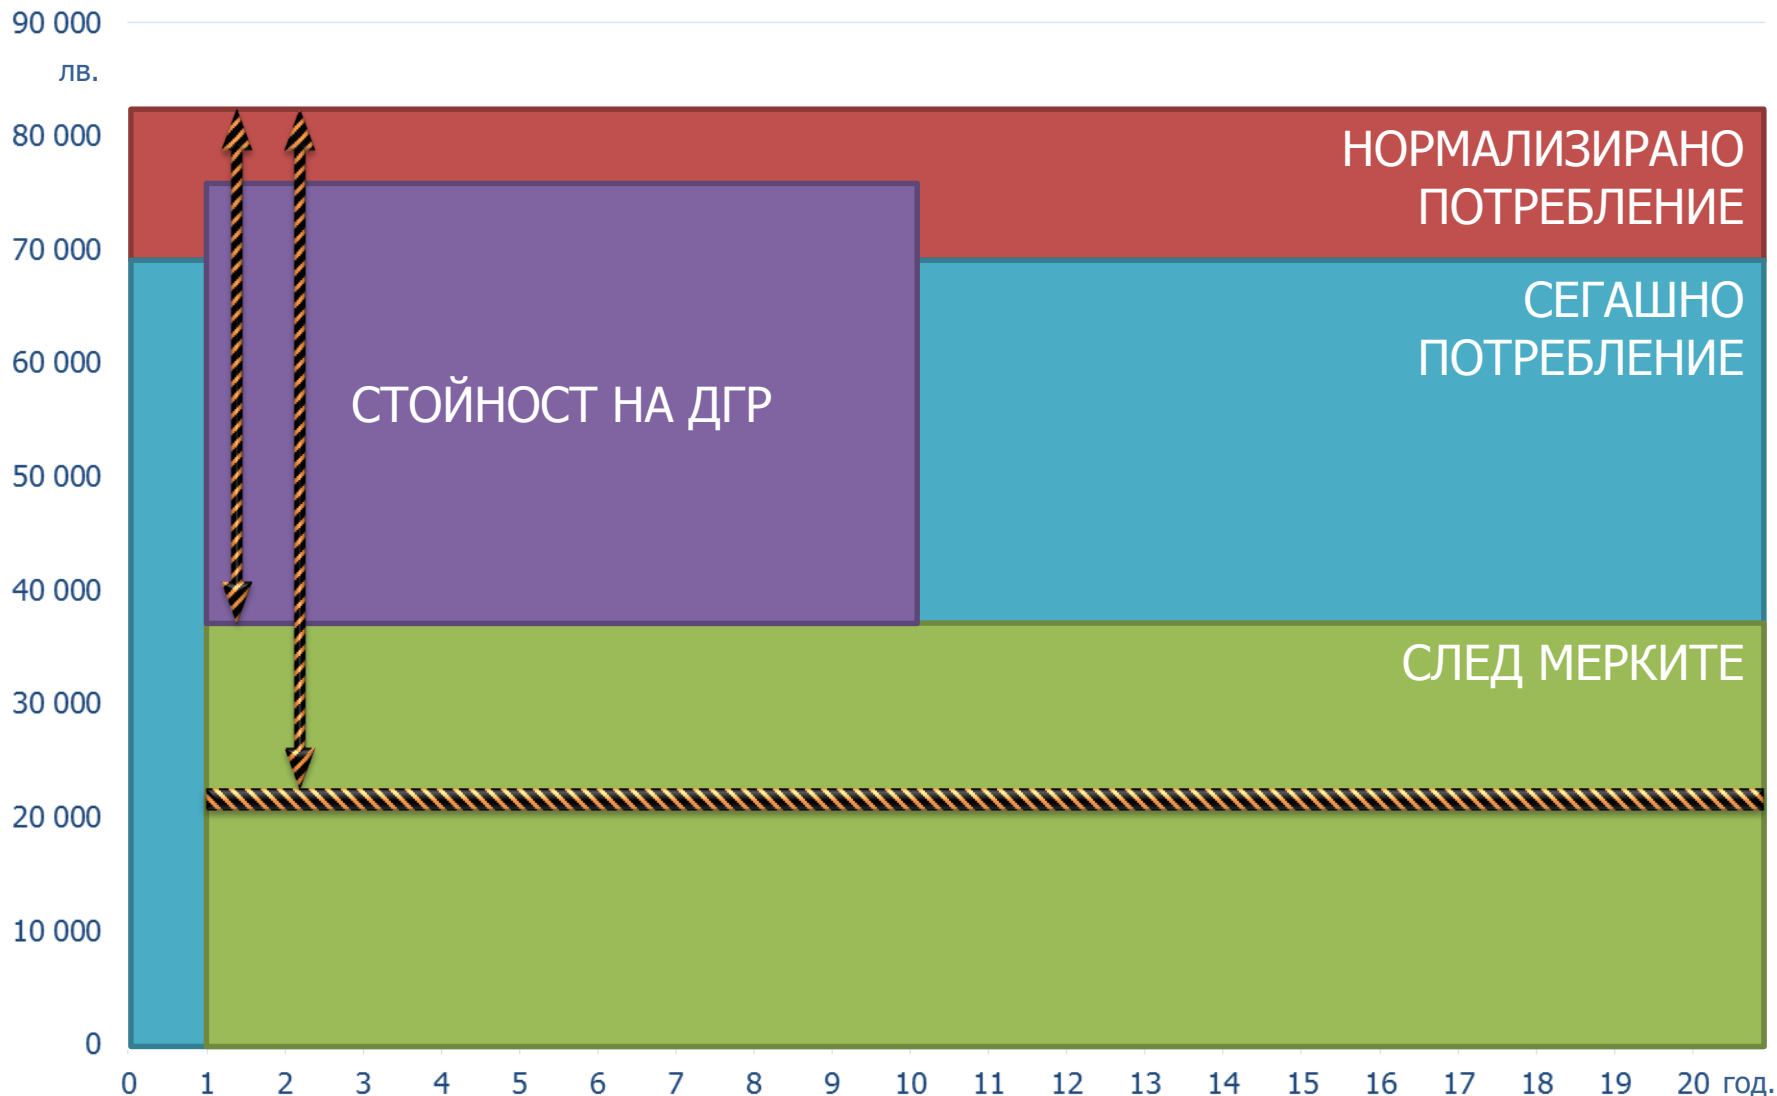 90 000
лв.
80 000
70 000
60 000
50 000
40 000
30 000
20 000
10 000
0
НОРМАЛИЗИРАНО
ПОТРЕБЛЕНИЕ
СЕГАШНО
ПОТРЕБЛЕНИЕ
СТОЙНОСТ НА ДГР
СЛЕД МЕРКИТЕ
0 1 2 3 4 5 6 7 8 9 10 11 12 13 14 15 16 17 18 19 20 год.